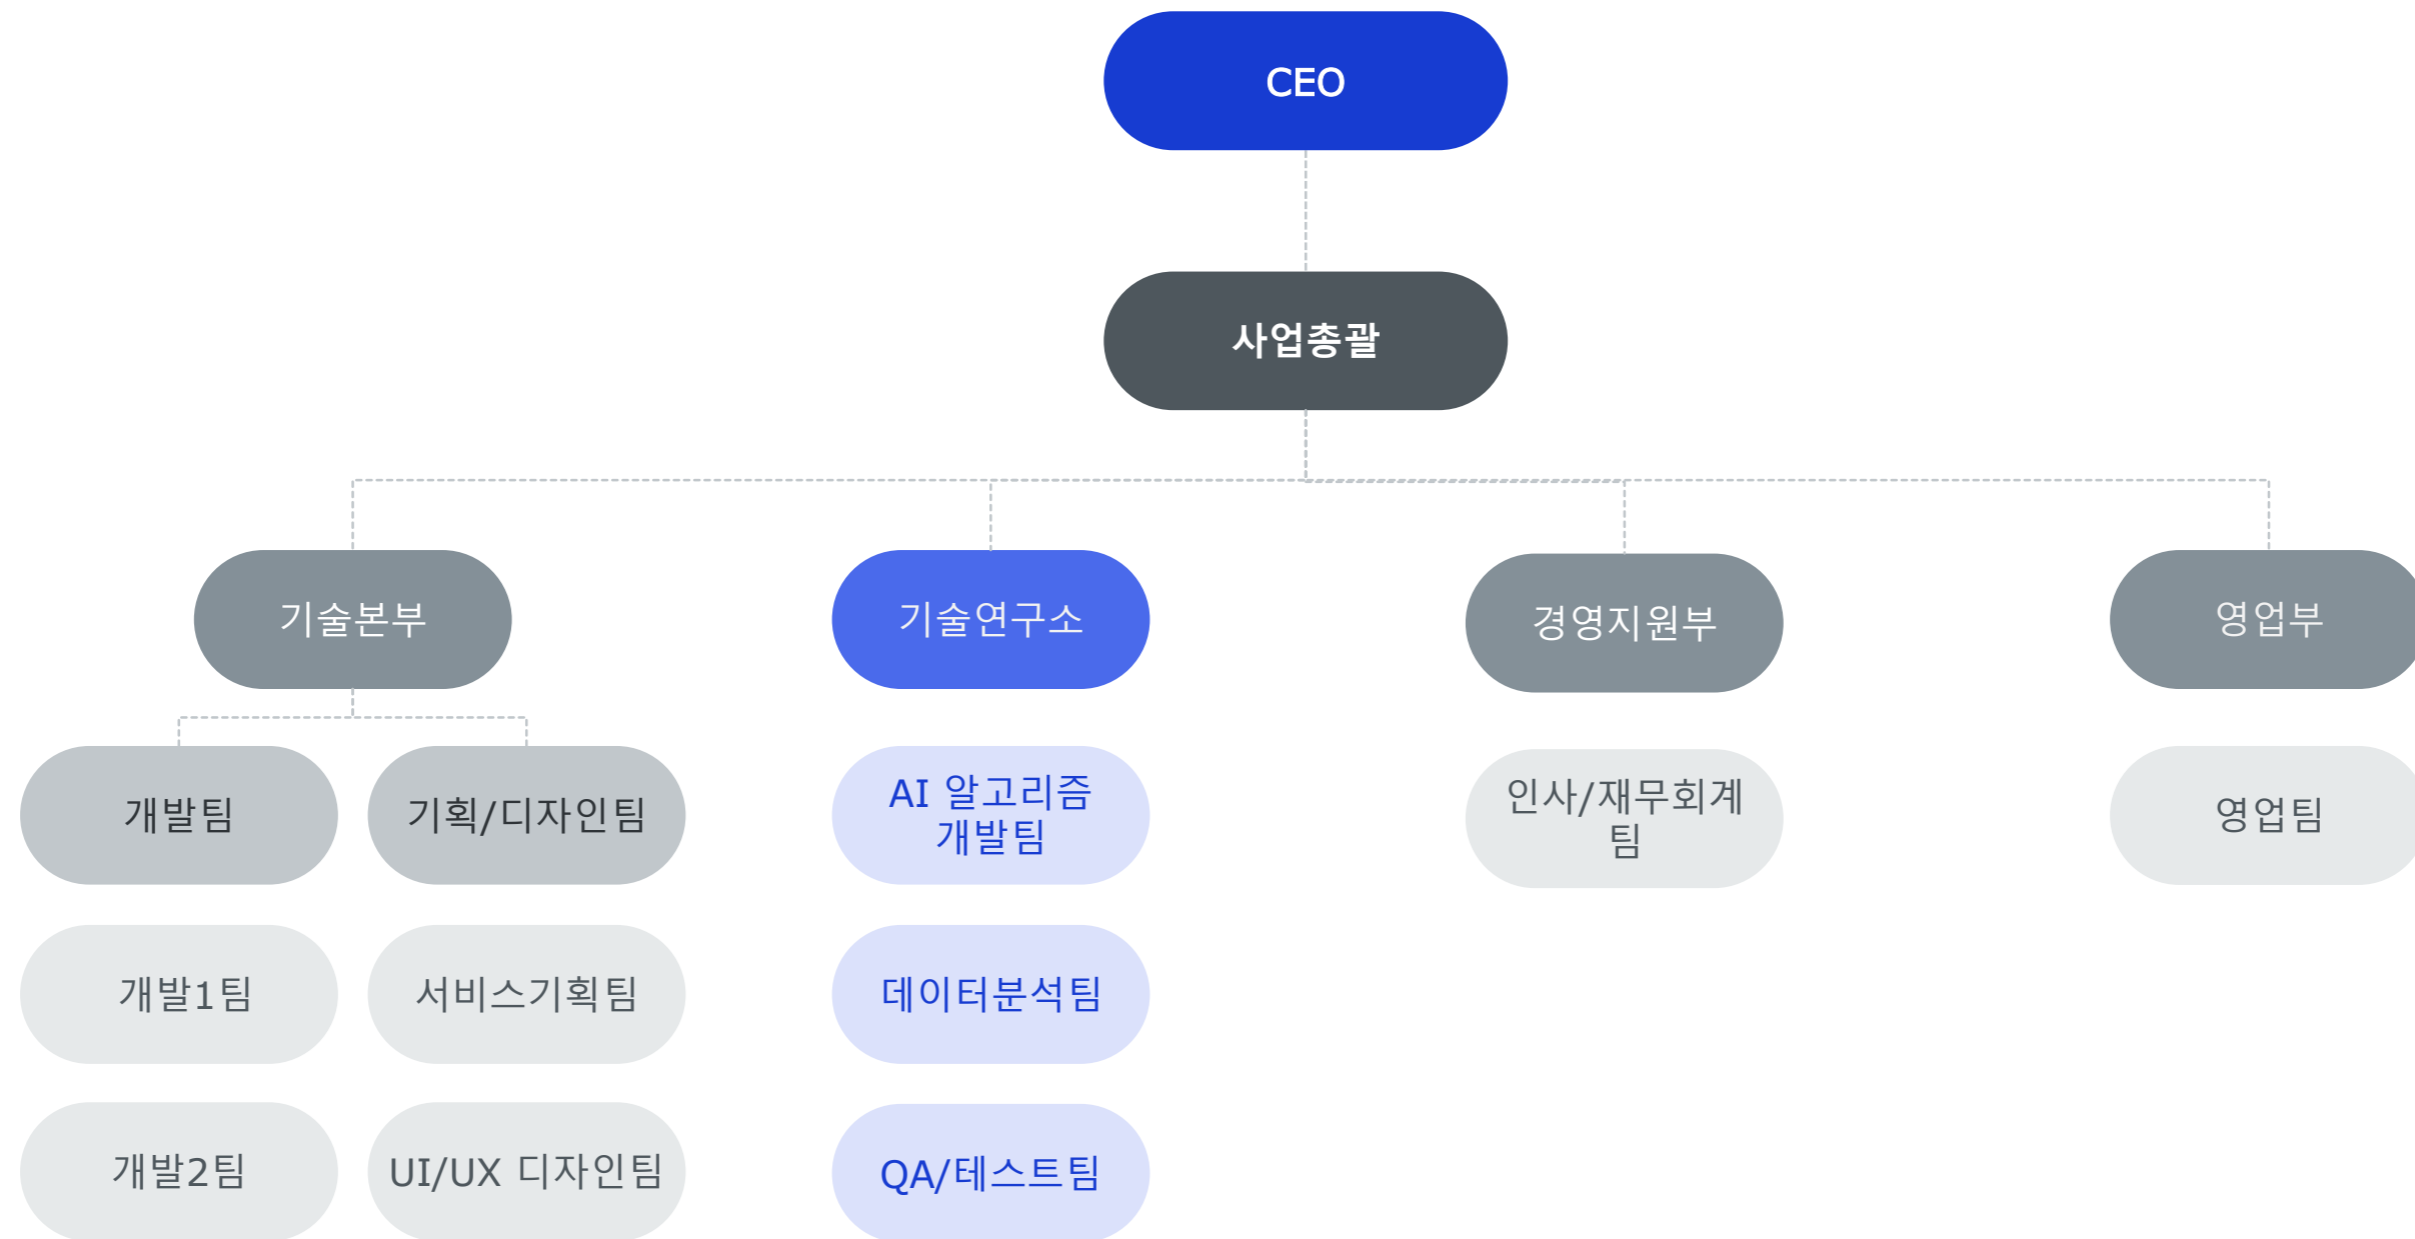 CEO
사업총괄
기술본부
기술연구소
경영지원부
영업부
개발팀
기획/디자인팀
AI 알고리즘
개발팀
인사/재무회계
팀
영업팀
개발1팀
서비스기획팀
데이터분석팀
개발2팀
UI/UX 디자인팀
QA/테스트팀